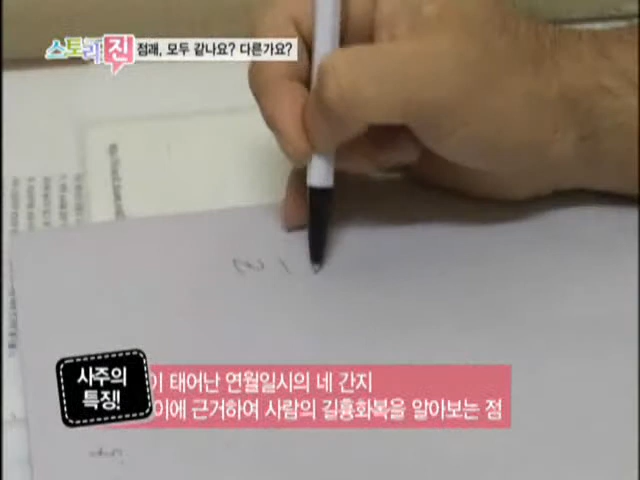 스토리진 점괘, 모두 같나요? 다른가요?
사주의
특징!
이 태어난 연월일시의 네 간지
이에 근거하여 사람의 길흉화복을 알아보는 점